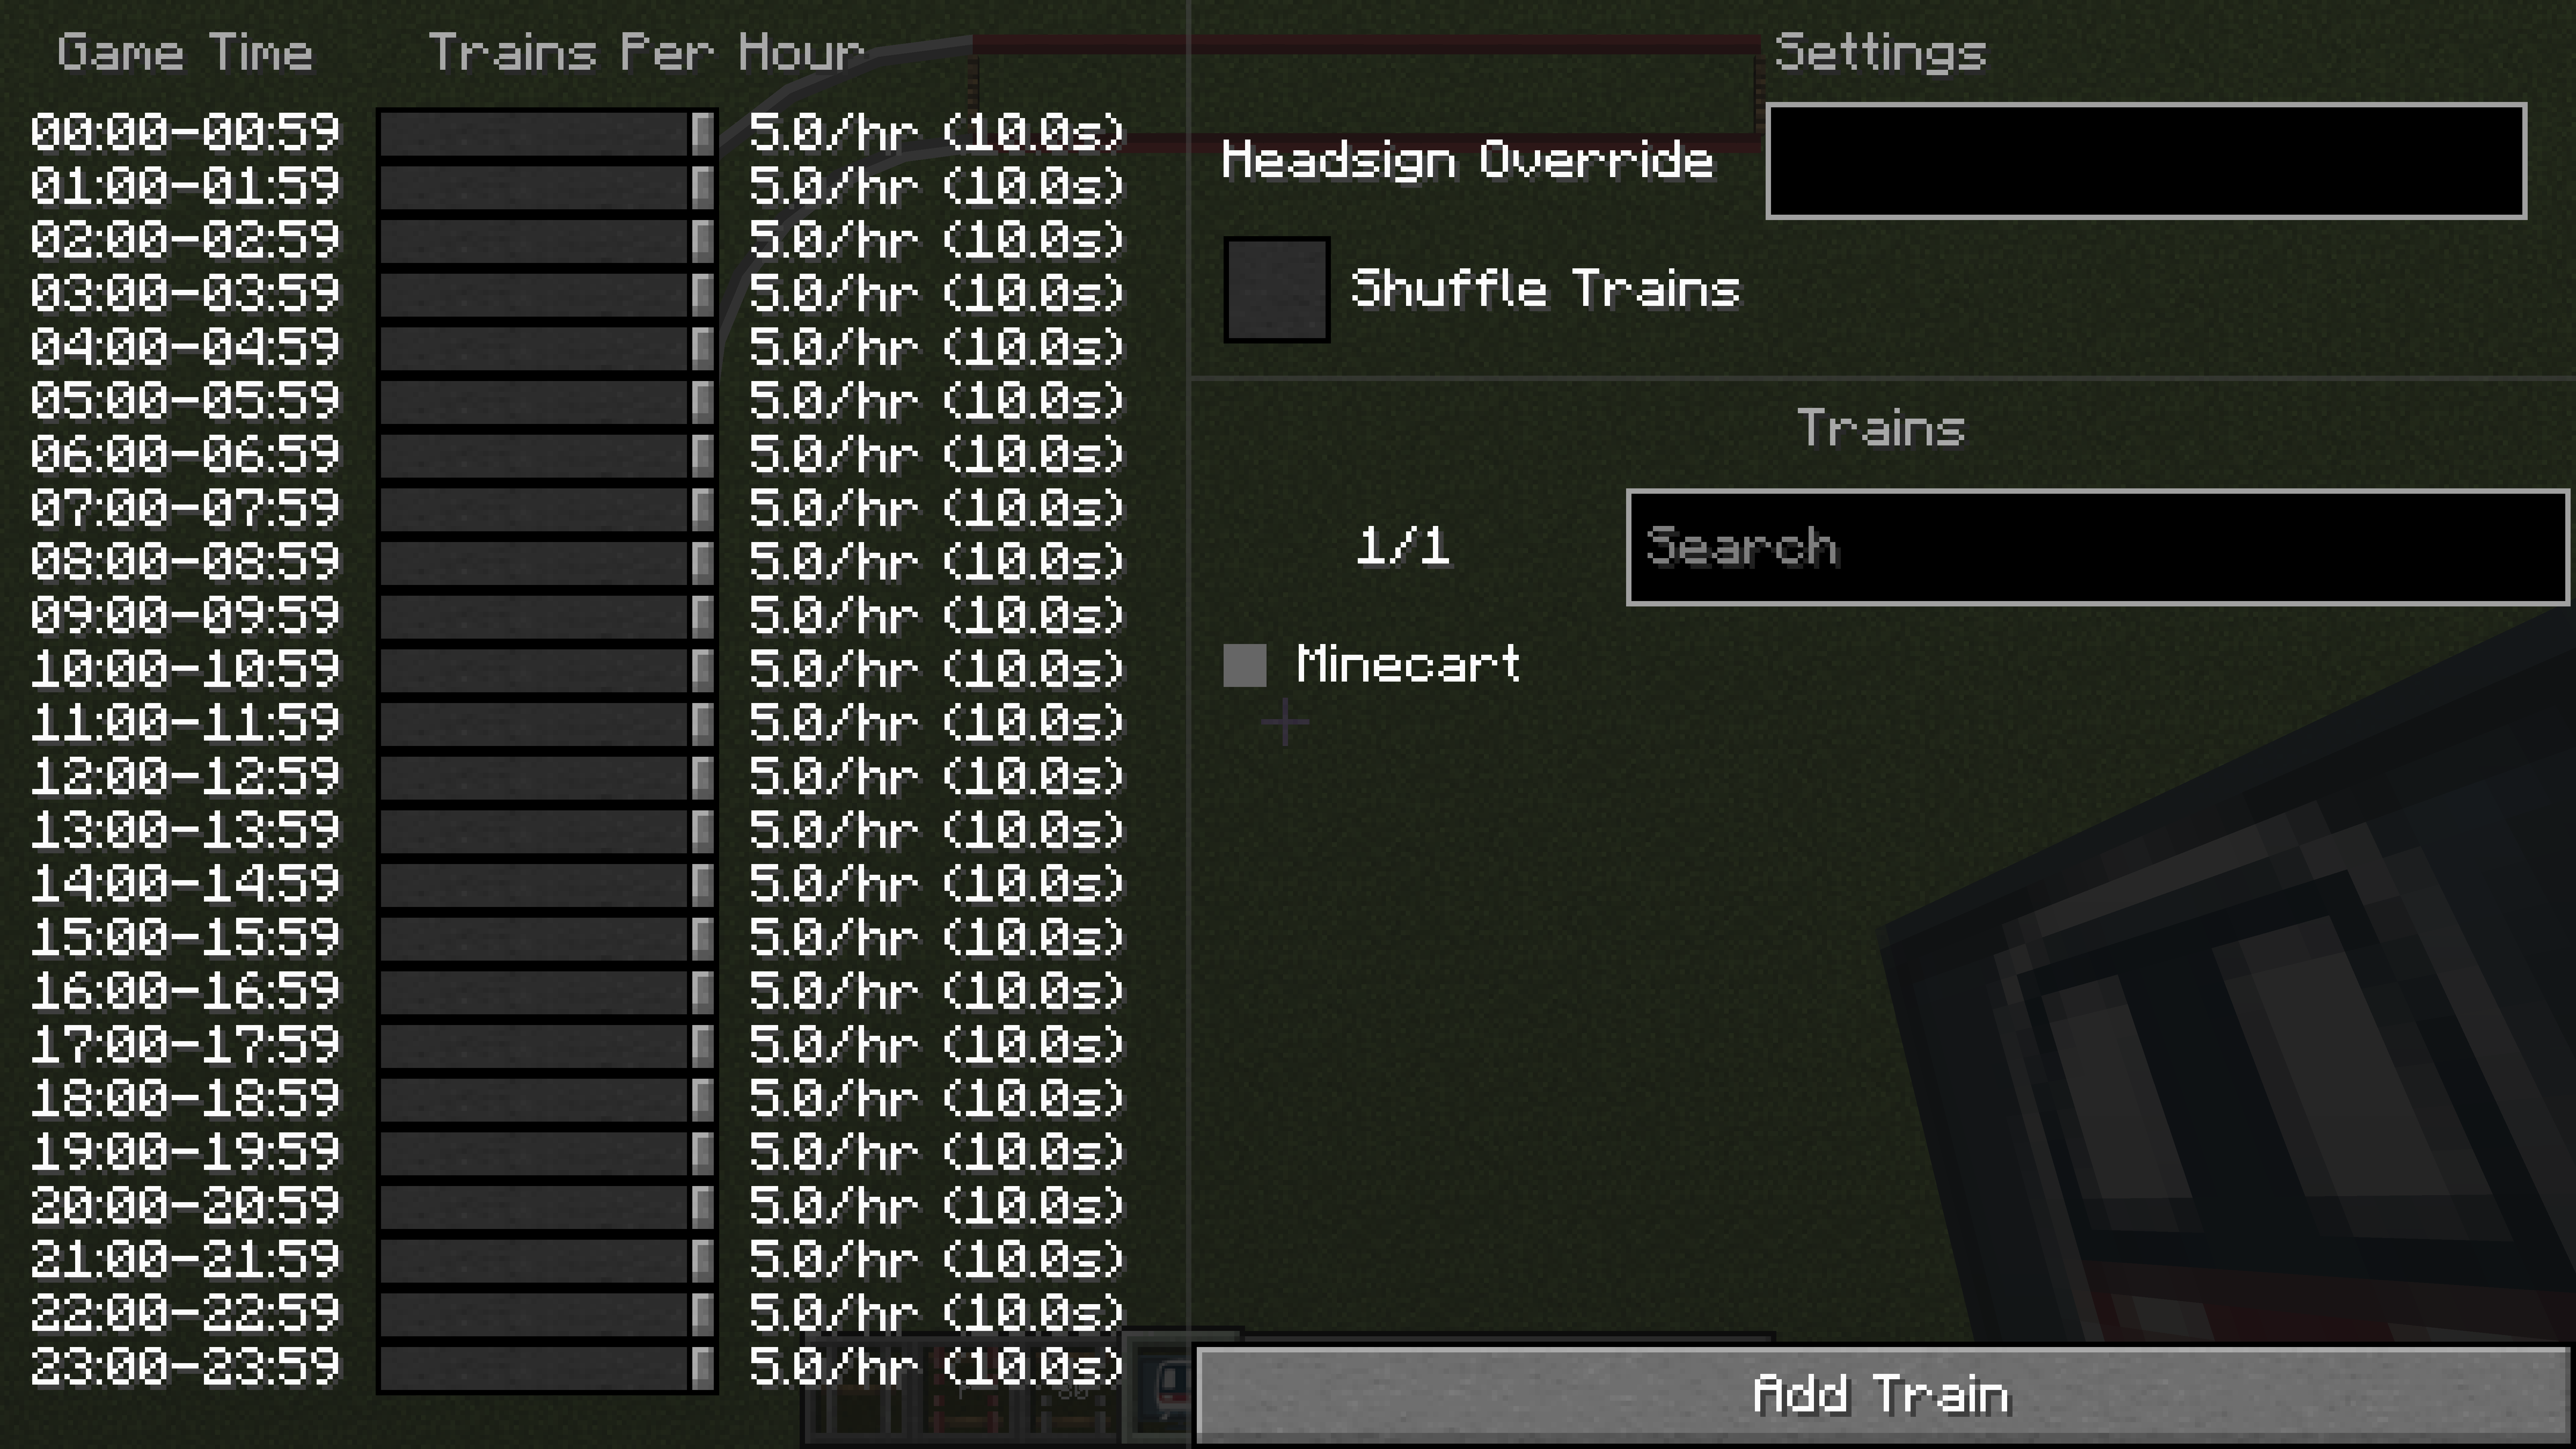 Game Time Trains Per Hour
00:00-00:59 5.0/hr (10.0s)
01:00-01:59 5.0/hr (10.0s)
02:00-02:59 5.0/hr (10.0s)
03:00-03:59 5.0/hr (10.0s)
04:00-04:59 5.0/hr (10.0s)
05:00-05:59 5.0/hr (10.0s)
06:00-06:59 5.0/hr (10.0s)
07:00-07:59 5.0/hr (10.0s)
08:00-08:59 5.0/hr (10.0s)
09:00-09:59 5.0/hr (10.0s)
10:00-10:59 5.0/hr (10.0s)
11:00-11:59 5.0/hr (10.0s)
12:00-12:59 5.0/hr (10.0s)
13:00-13:59 5.0/hr (10.0s)
14:00-14:59 5.0/hr (10.0s)
15:00-15:59 5.0/hr (10.0s)
16:00-16:59 5.0/hr (10.0s)
17:00-17:59 5.0/hr (10.0s)
18:00-18:59 5.0/hr (10.0s)
19:00-19:59 5.0/hr (10.0s)
20:00-20:59 5.0/hr (10.0s)
21:00-21:59 5.0/hr (10.0s)
22:00-22:59 5.0/hr (10.0s)
23:00-23:59 5.0/hr (10.0s)
Settings
Headsign Override
Shuffle Trains
Trains
1/1 Search
Minecart
Add Train